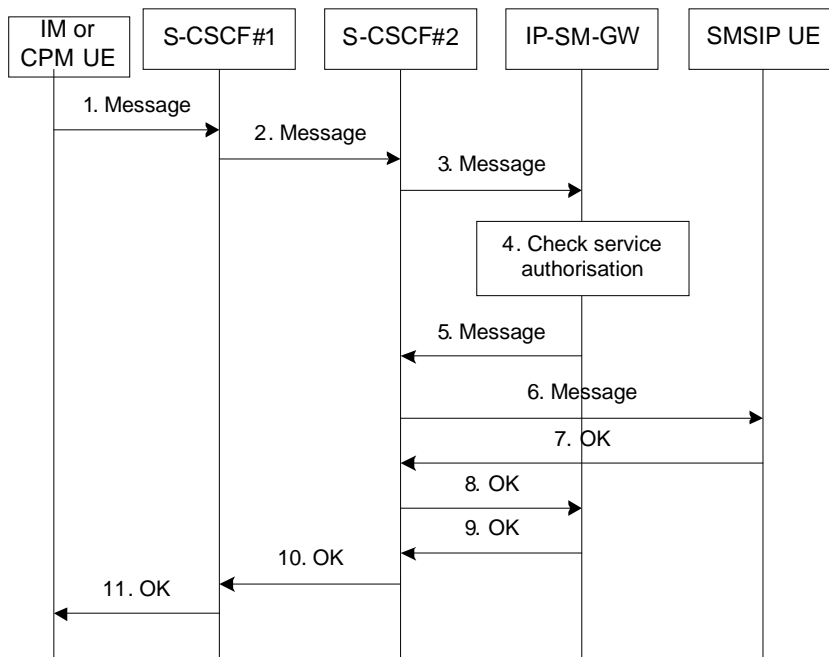 IM or
CPM UE
S-CSCF#1
S-CSCF#2
IP-SM-GW
SMSIP UE
1. Message
2. Message
3. Message
4. Check service
authorisation
5. Message
6. Message
7. OK
8. OK
9. OK
10. OK
11. OK